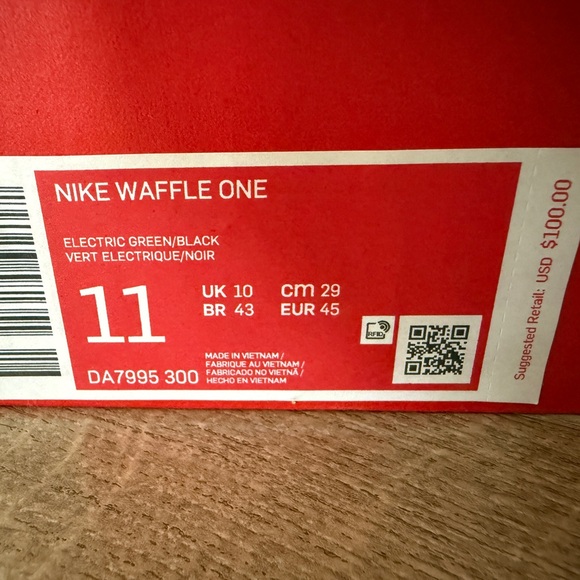 NIKE WAFFLE ONE
ELECTRIC GREEN/BLACK
VERT ELECTRIQUE/NOIR
11
UK 10 cm 29
BR 43 EUR 45
RFID
DA7995 300
MADE IN VIETNAM /
FABRIQUE AU VIETNAM /
FABRICADO NO VIETNÃ /
HECHO EN VIETNAM
Suggested Retail: USD $100.00